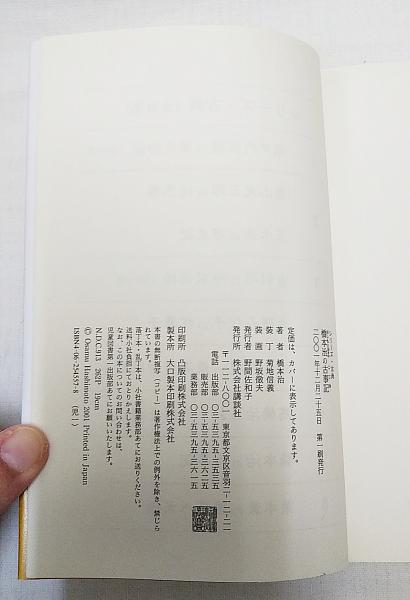 橋本治の古事記
二〇〇一年十二月二十五日　第一刷発行
定価は、カバーに表示してあります。
著者　橋本治
装丁　菊地信義
装画　野坂徹夫
発行者　野間佐和子
発行所　株式会社講談社
〒一一二-八〇〇一　東京都文京区音羽二-一二-二一
電話　出版部　〇三-五三九五-三五三五
販売部　〇三-五三九五-三六二五
業務部　〇三-五三九五-三六一五
印刷所　凸版印刷株式会社
製本所　大口製本印刷株式会社
本書の無断複写（コピー）は著作権法上での例外を除き、禁じら
れています。
落丁本・乱丁本は、小社書籍業務部あてにお送りください。
送料小社負担にておとりかえします。
なお、この本についてのお問い合わせは、
児童図書第一出版部あてにお願いいたします。
N.D.C.913　262P　19cm
© Osamu Hashimoto 2001, Printed in Japan
ISBN4-06-254557-8　（児一）